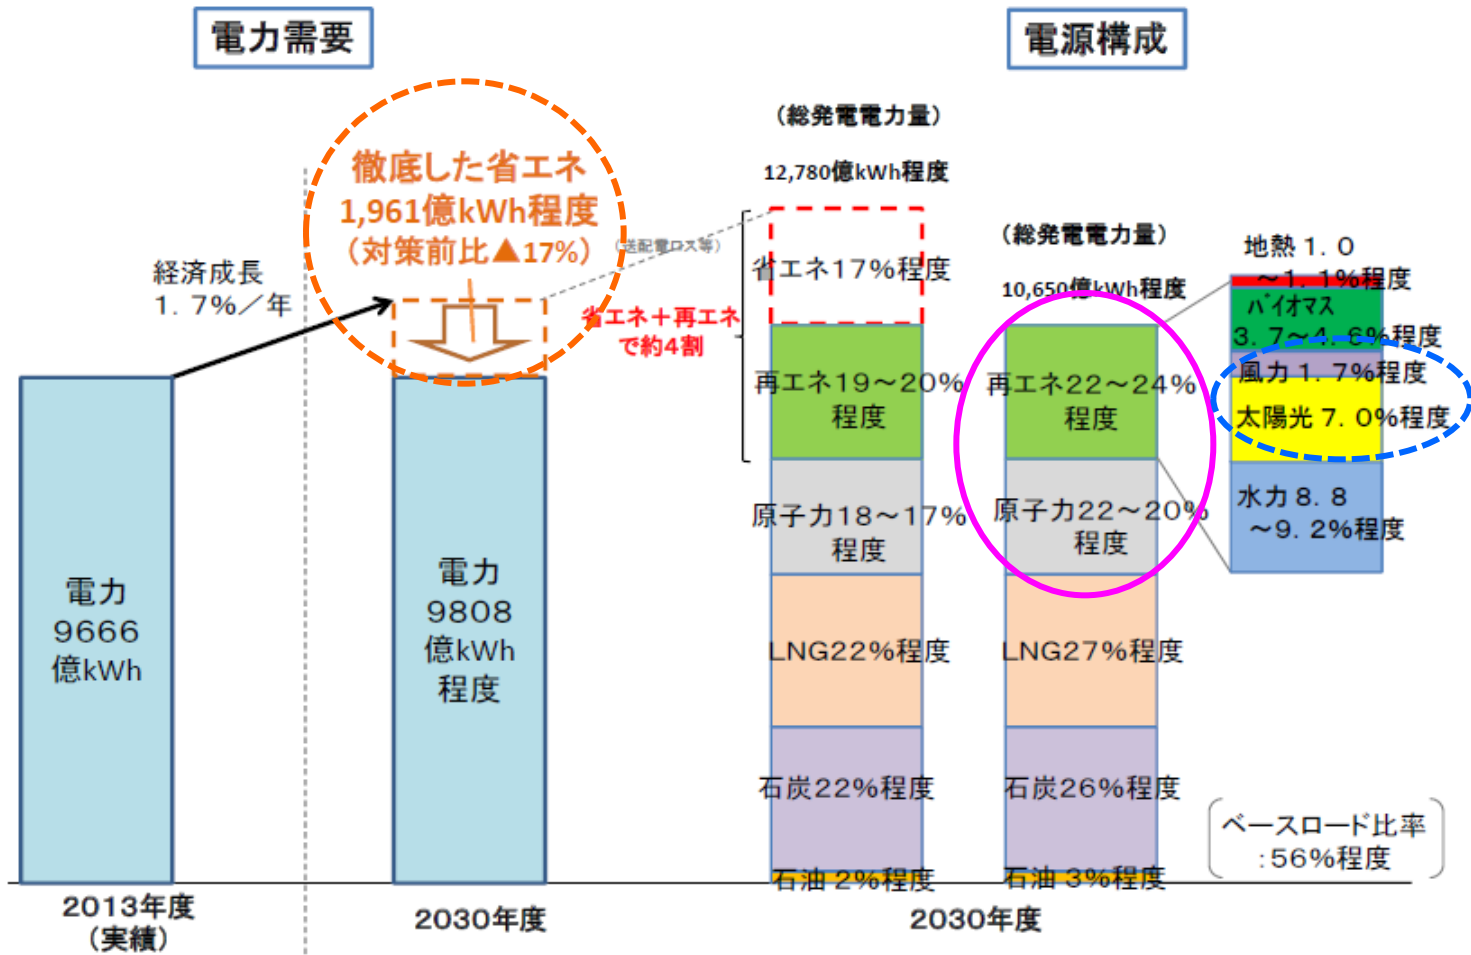 電力需要
電源構成
徹底した省エネ
1,961億kWh程度
（対策前比▲17%）
経済成長
１．７％／年
（送配電ロス等）
電力
９６６６
億kWh
電力
９８０８
億kWh
程度
2013年度
（実績）
2030年度
（総発電電力量）
12,780億kWh程度
省エネ１７％程度
省エネ＋再エネ
で約4割
再エネ１９～２０％
程度
原子力１８～１７％
程度
LNG２２％程度
石炭２２％程度
石油 ２％程度
（総発電電力量）
10,650億kWh程度
再エネ２２～２４％
程度
原子力２２～２０％
程度
LNG２７％程度
石炭２６％程度
石油 ３％程度
2030年度
地熱 １．０
～１．１％程度
バイオマス
３．７～４．６％程度
風力 １．７％程度
太陽光 ７．０％程度
水力 ８．８
～９．２％程度
ベースロード比率
：５６％程度